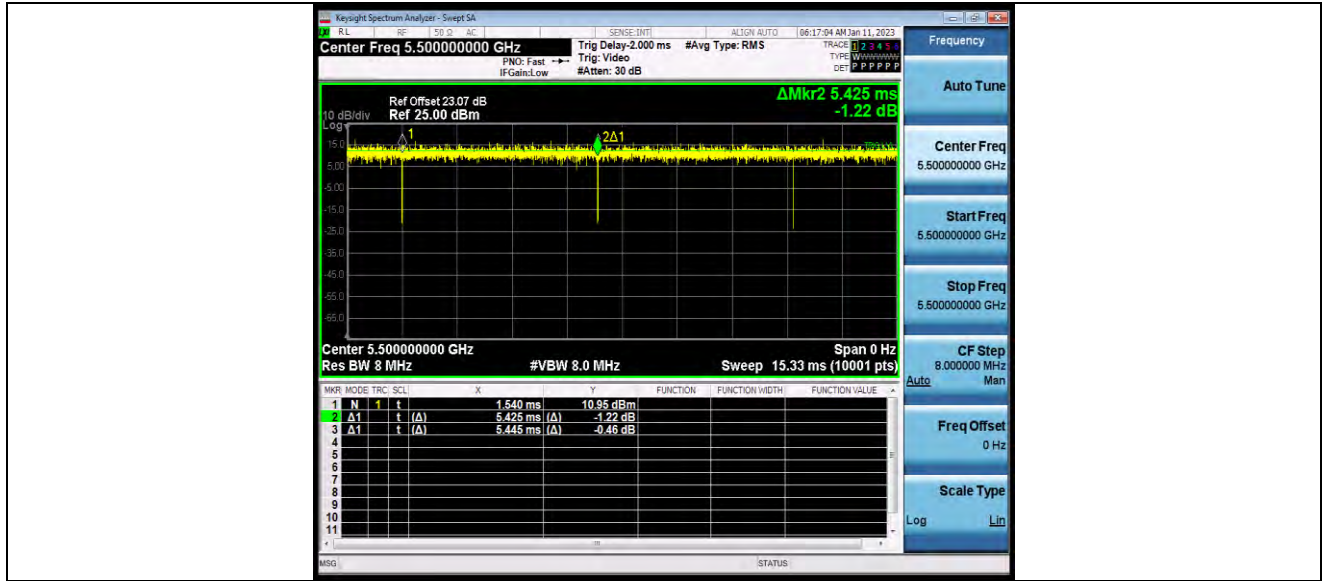 Keysight Spectrum Analyzer - Swept SA
RL RF 50 Ω AC SENSE:INT ALIGN AUTO 06:17:04 AM Jan 11, 2023
Center Freq 5.500000000 GHz Trig Delay-2.000 ms #Avg Type: RMS TRACE 1 2 3 4 5 6
PNO: Fast Trig: Video TYPE WWWWWW
IFGain:Low #Atten: 30 dB DET P P P P P P
ΔMkr2 5.425 ms
-1.22 dB
Ref Offset 23.07 dB
10 dB/div Ref 25.00 dBm
Log
1
2Δ1
15.0
5.00
-5.00
-15.0
-25.0
-35.0
-45.0
-55.0
-65.0
Center 5.500000000 GHz Span 0 Hz
Res BW 8 MHz #VBW 8.0 MHz Sweep 15.33 ms (10001 pts)
MKR MODE TRC SCL X Y FUNCTION FUNCTION WIDTH FUNCTION VALUE
1 N 1 t 1.540 ms 10.95 dBm
2 Δ1 t (Δ) 5.425 ms (Δ) -1.22 dB
3 Δ1 t (Δ) 5.445 ms (Δ) -0.46 dB
4
5
6
7
8
9
10
11
MSG STATUS
Frequency
Auto Tune
Center Freq
5.500000000 GHz
Start Freq
5.500000000 GHz
Stop Freq
5.500000000 GHz
CF Step
8.000000 MHz
Auto Man
Freq Offset
0 Hz
Scale Type
Log Lin